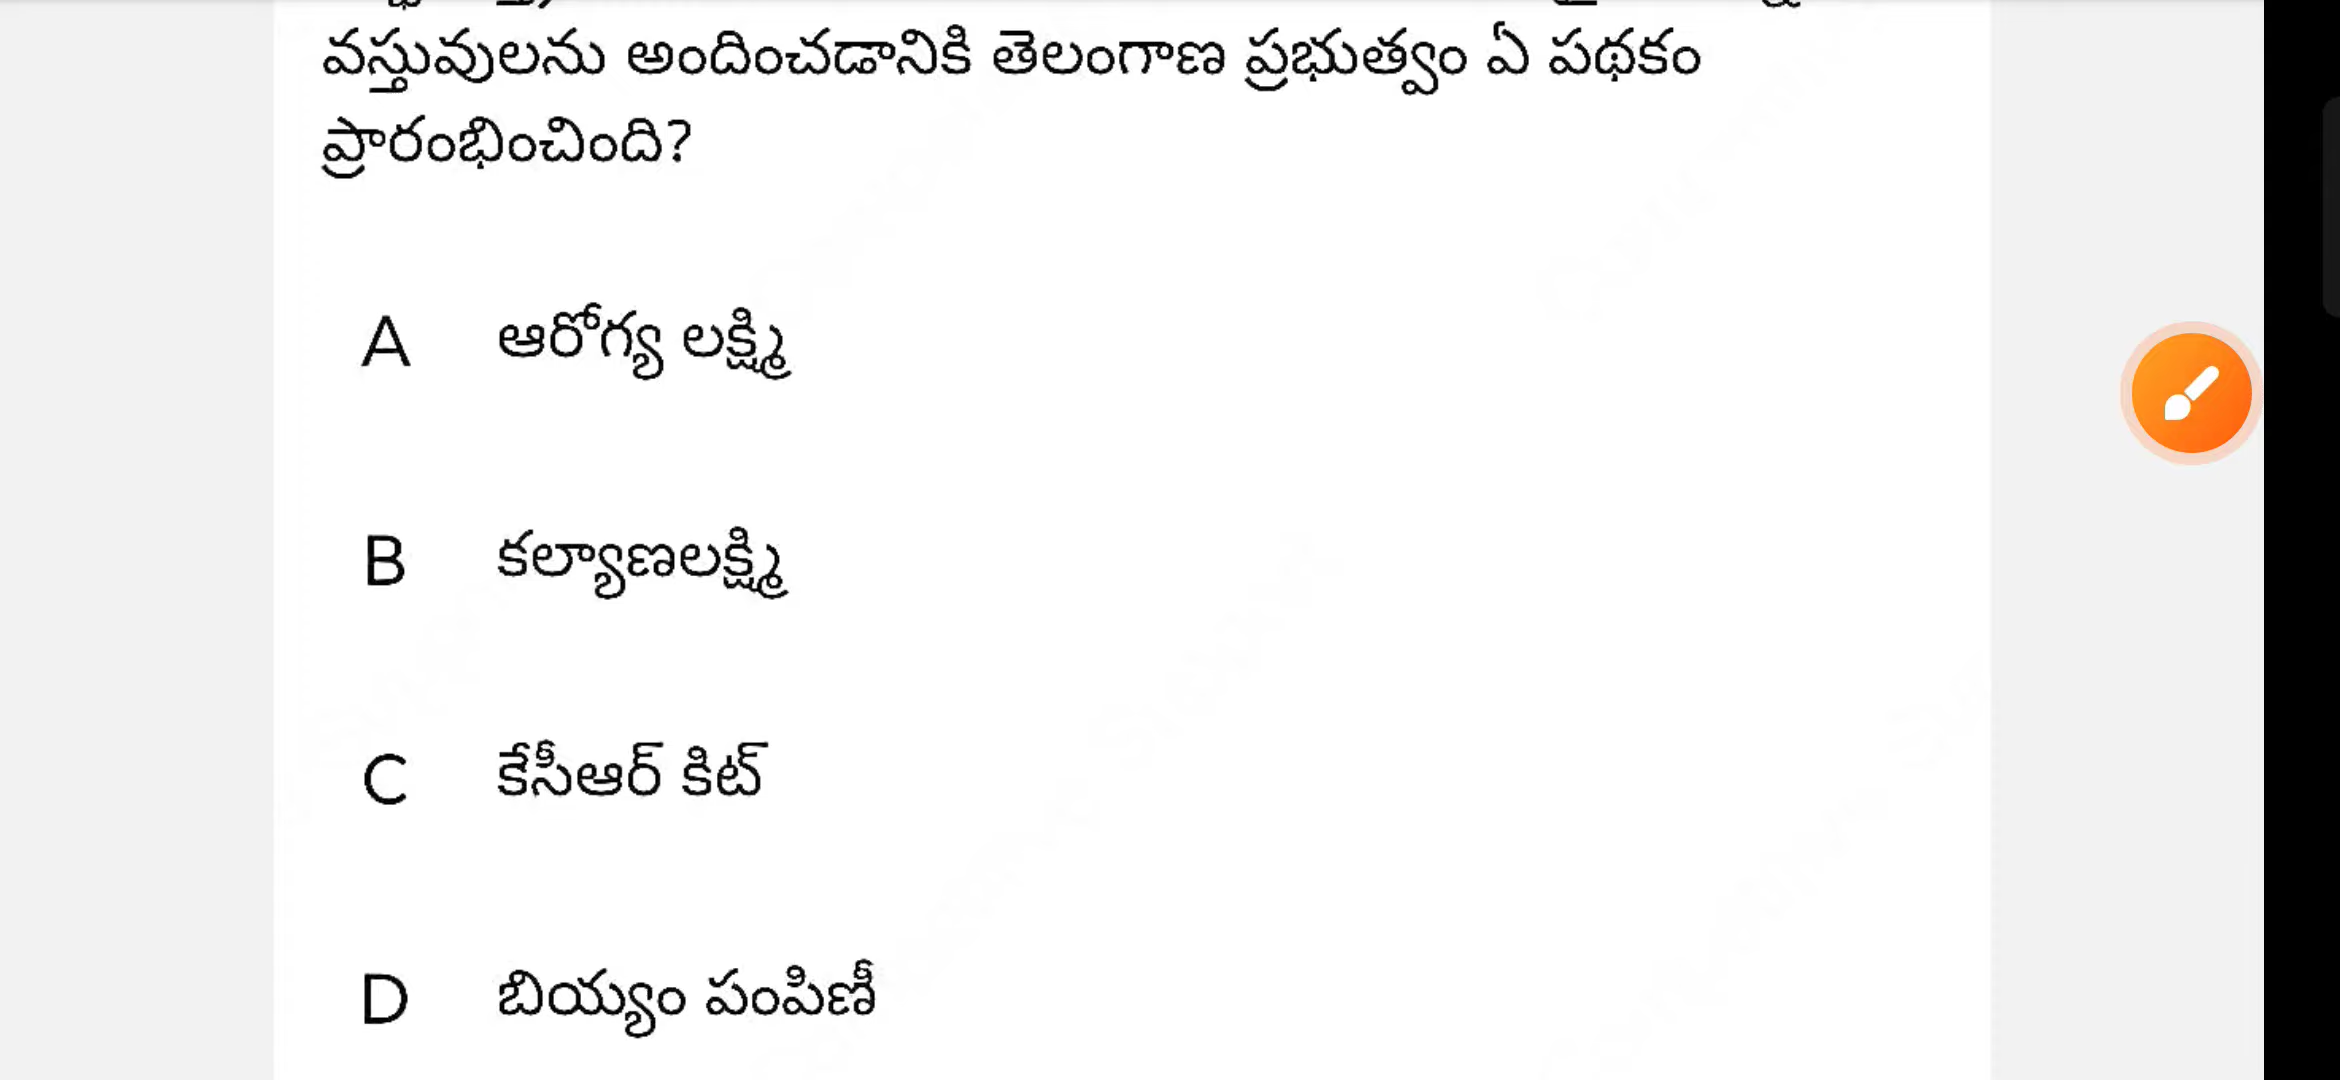 వస్తువులను అందించడానికి తెలంగాణ ప్రభుత్వం ఏ పథకం
ప్రారంభించింది?
A ఆరోగ్య లక్ష్మి
B కల్యాణలక్ష్మి
C కేసీఆర్ కిట్
D బియ్యం పంపిణీ